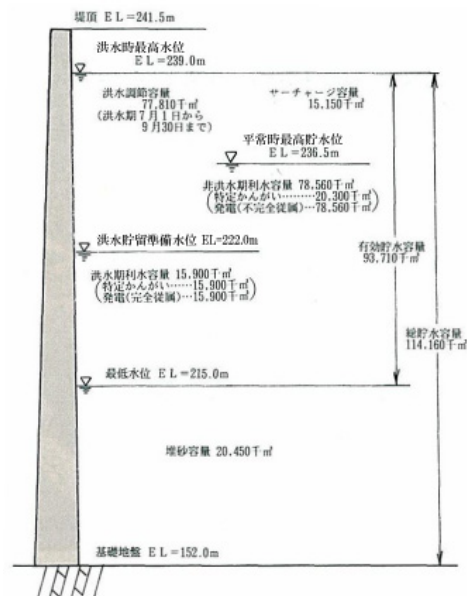 堤頂 EL=241.5m
洪水時最高水位
EL=239.0m
洪水調節容量
77.810千㎥
(洪水期7月1日から
9月30日まで)
サーチャージ容量
15.150千㎥
平常時最高貯水位
EL=236.5m
非洪水期利水容量 78.560千㎥
(特定かんがい………20.300千㎥
発電(不完全従属)…78.560千㎥)
洪水貯留準備水位 EL=222.0m
洪水期利水容量 15.900千㎥
(特定かんがい……15.900千㎥
発電(完全従属)…15.900千㎥)
有効貯水容量
93.710千㎥
総貯水容量
114.160千㎥
最低水位 EL=215.0m
堆砂容量 20.450千㎥
基礎地盤 EL=152.0m